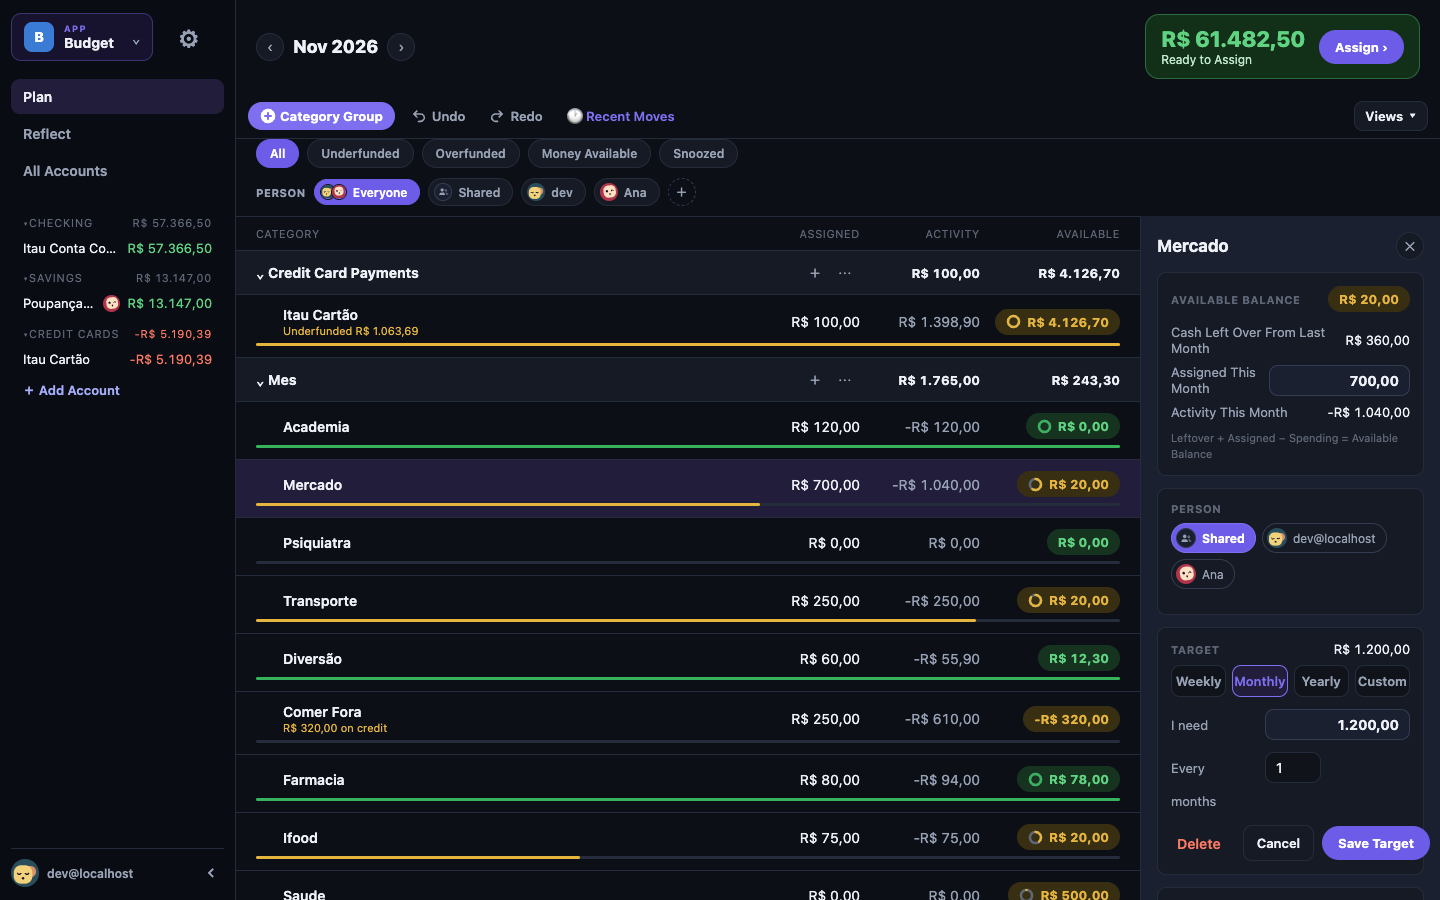 B
APP
Budget
Plan
Reflect
All Accounts
CHECKING R$ 57.366,50
Itau Conta Co... R$ 57.366,50
SAVINGS R$ 13.147,00
Poupança... R$ 13.147,00
CREDIT CARDS -R$ 5.190,39
Itau Cartão -R$ 5.190,39
+ Add Account
dev@localhost
‹ Nov 2026 ›
R$ 61.482,50
Ready to Assign
Assign ›
Category Group Undo Redo Recent Moves Views
All Underfunded Overfunded Money Available Snoozed
PERSON Everyone Shared dev Ana +
CATEGORY ASSIGNED ACTIVITY AVAILABLE
Credit Card Payments + ... R$ 100,00 R$ 4.126,70
Itau Cartão R$ 100,00 R$ 1.398,90 R$ 4.126,70
Underfunded R$ 1.063,69
Mes + ... R$ 1.765,00 R$ 243,30
Academia R$ 120,00 -R$ 120,00 R$ 0,00
Mercado R$ 700,00 -R$ 1.040,00 R$ 20,00
Psiquiatra R$ 0,00 R$ 0,00 R$ 0,00
Transporte R$ 250,00 -R$ 250,00 R$ 20,00
Diversão R$ 60,00 -R$ 55,90 R$ 12,30
Comer Fora R$ 250,00 -R$ 610,00 -R$ 320,00
R$ 320,00 on credit
Farmacia R$ 80,00 -R$ 94,00 R$ 78,00
Ifood R$ 75,00 -R$ 75,00 R$ 20,00
Saude R$ 0,00 R$ 0,00 R$ 500,00
Mercado
AVAILABLE BALANCE R$ 20,00
Cash Left Over From Last
Month R$ 360,00
Assigned This
Month 700,00
Activity This Month -R$ 1.040,00
Leftover + Assigned − Spending = Available
Balance
PERSON
Shared dev@localhost
Ana
TARGET R$ 1.200,00
Weekly Monthly Yearly Custom
I need 1.200,00
Every 1
months
Delete Cancel Save Target